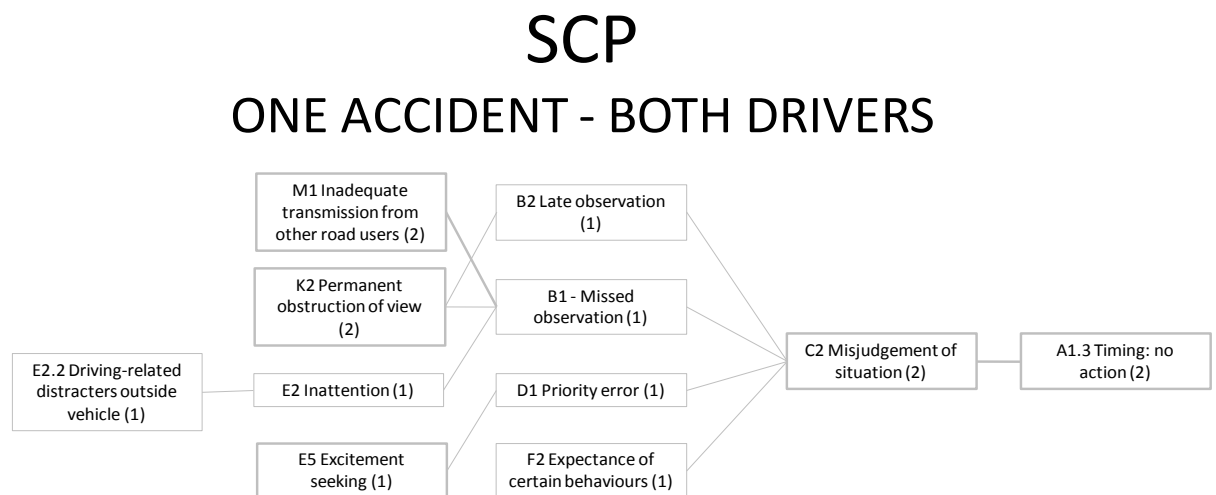 SCP
ONE ACCIDENT - BOTH DRIVERS
M1 Inadequate
transmission from
other road users (2)
B2 Late observation
(1)
K2 Permanent
obstruction of view
(2)
B1 - Missed
observation (1)
C2 Misjudgement of
situation (2)
A1.3 Timing: no
action (2)
E2.2 Driving-related
distracters outside
vehicle (1)
E2 Inattention (1)
D1 Priority error (1)
E5 Excitement
seeking (1)
F2 Expectance of
certain behaviours (1)